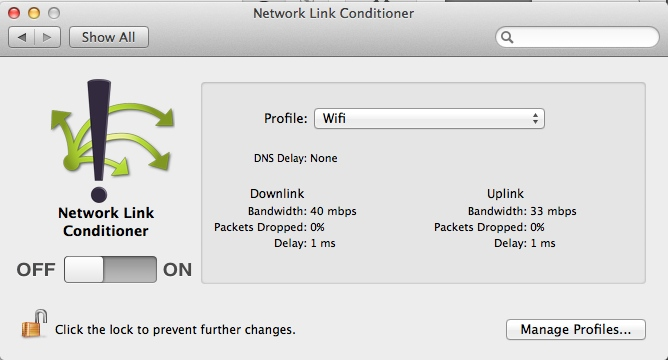 Network Link Conditioner
Show All
Profile: Wifi
DNS Delay: None
Downlink Uplink
Bandwidth: 40 mbps Bandwidth: 33 mbps
Packets Dropped: 0% Packets Dropped: 0%
Delay: 1 ms Delay: 1 ms
Network Link
Conditioner
OFF ON
Click the lock to prevent further changes.
Manage Profiles...